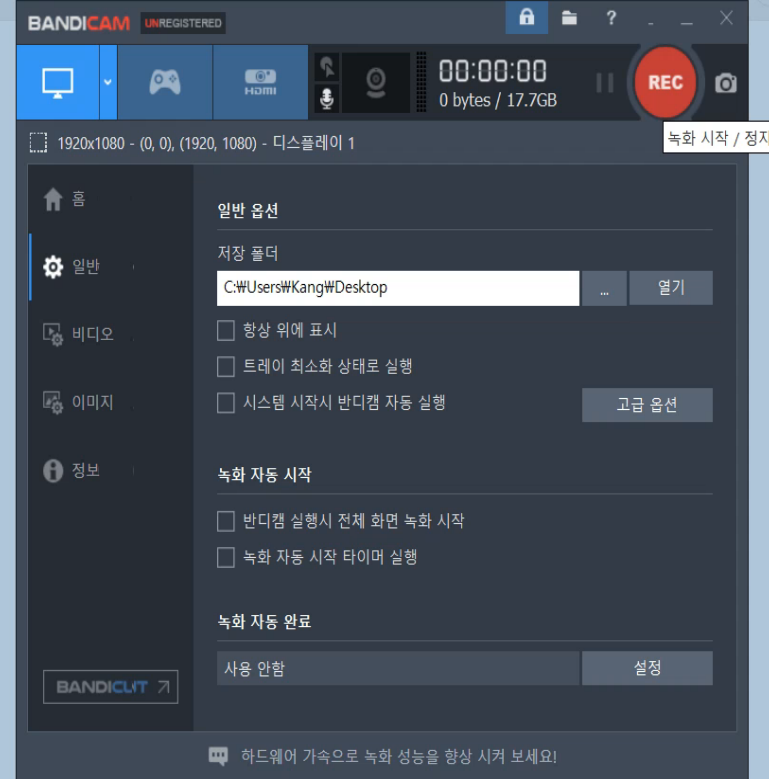 BANDICAM UNREGISTERED ?
HDMI
00:00:00
0 bytes / 17.7GB
REC
1920x1080 - (0, 0), (1920, 1080) - 디스플레이 1
녹화 시작 /
홈
일반
비디오
이미지
정보
일반 옵션
저장 폴더
C:₩Users₩Kang₩Desktop ... 열기
항상 위에 표시
트레이 최소화 상태로 실행
시스템 시작시 반디캠 자동 실행
고급 옵션
녹화 자동 시작
반디캠 실행시 전체 화면 녹화 시작
녹화 자동 시작 타이머 실행
녹화 자동 완료
사용 안함 설정
BANDICUT
하드웨어 가속으로 녹화 성능을 향상 시켜 보세요!